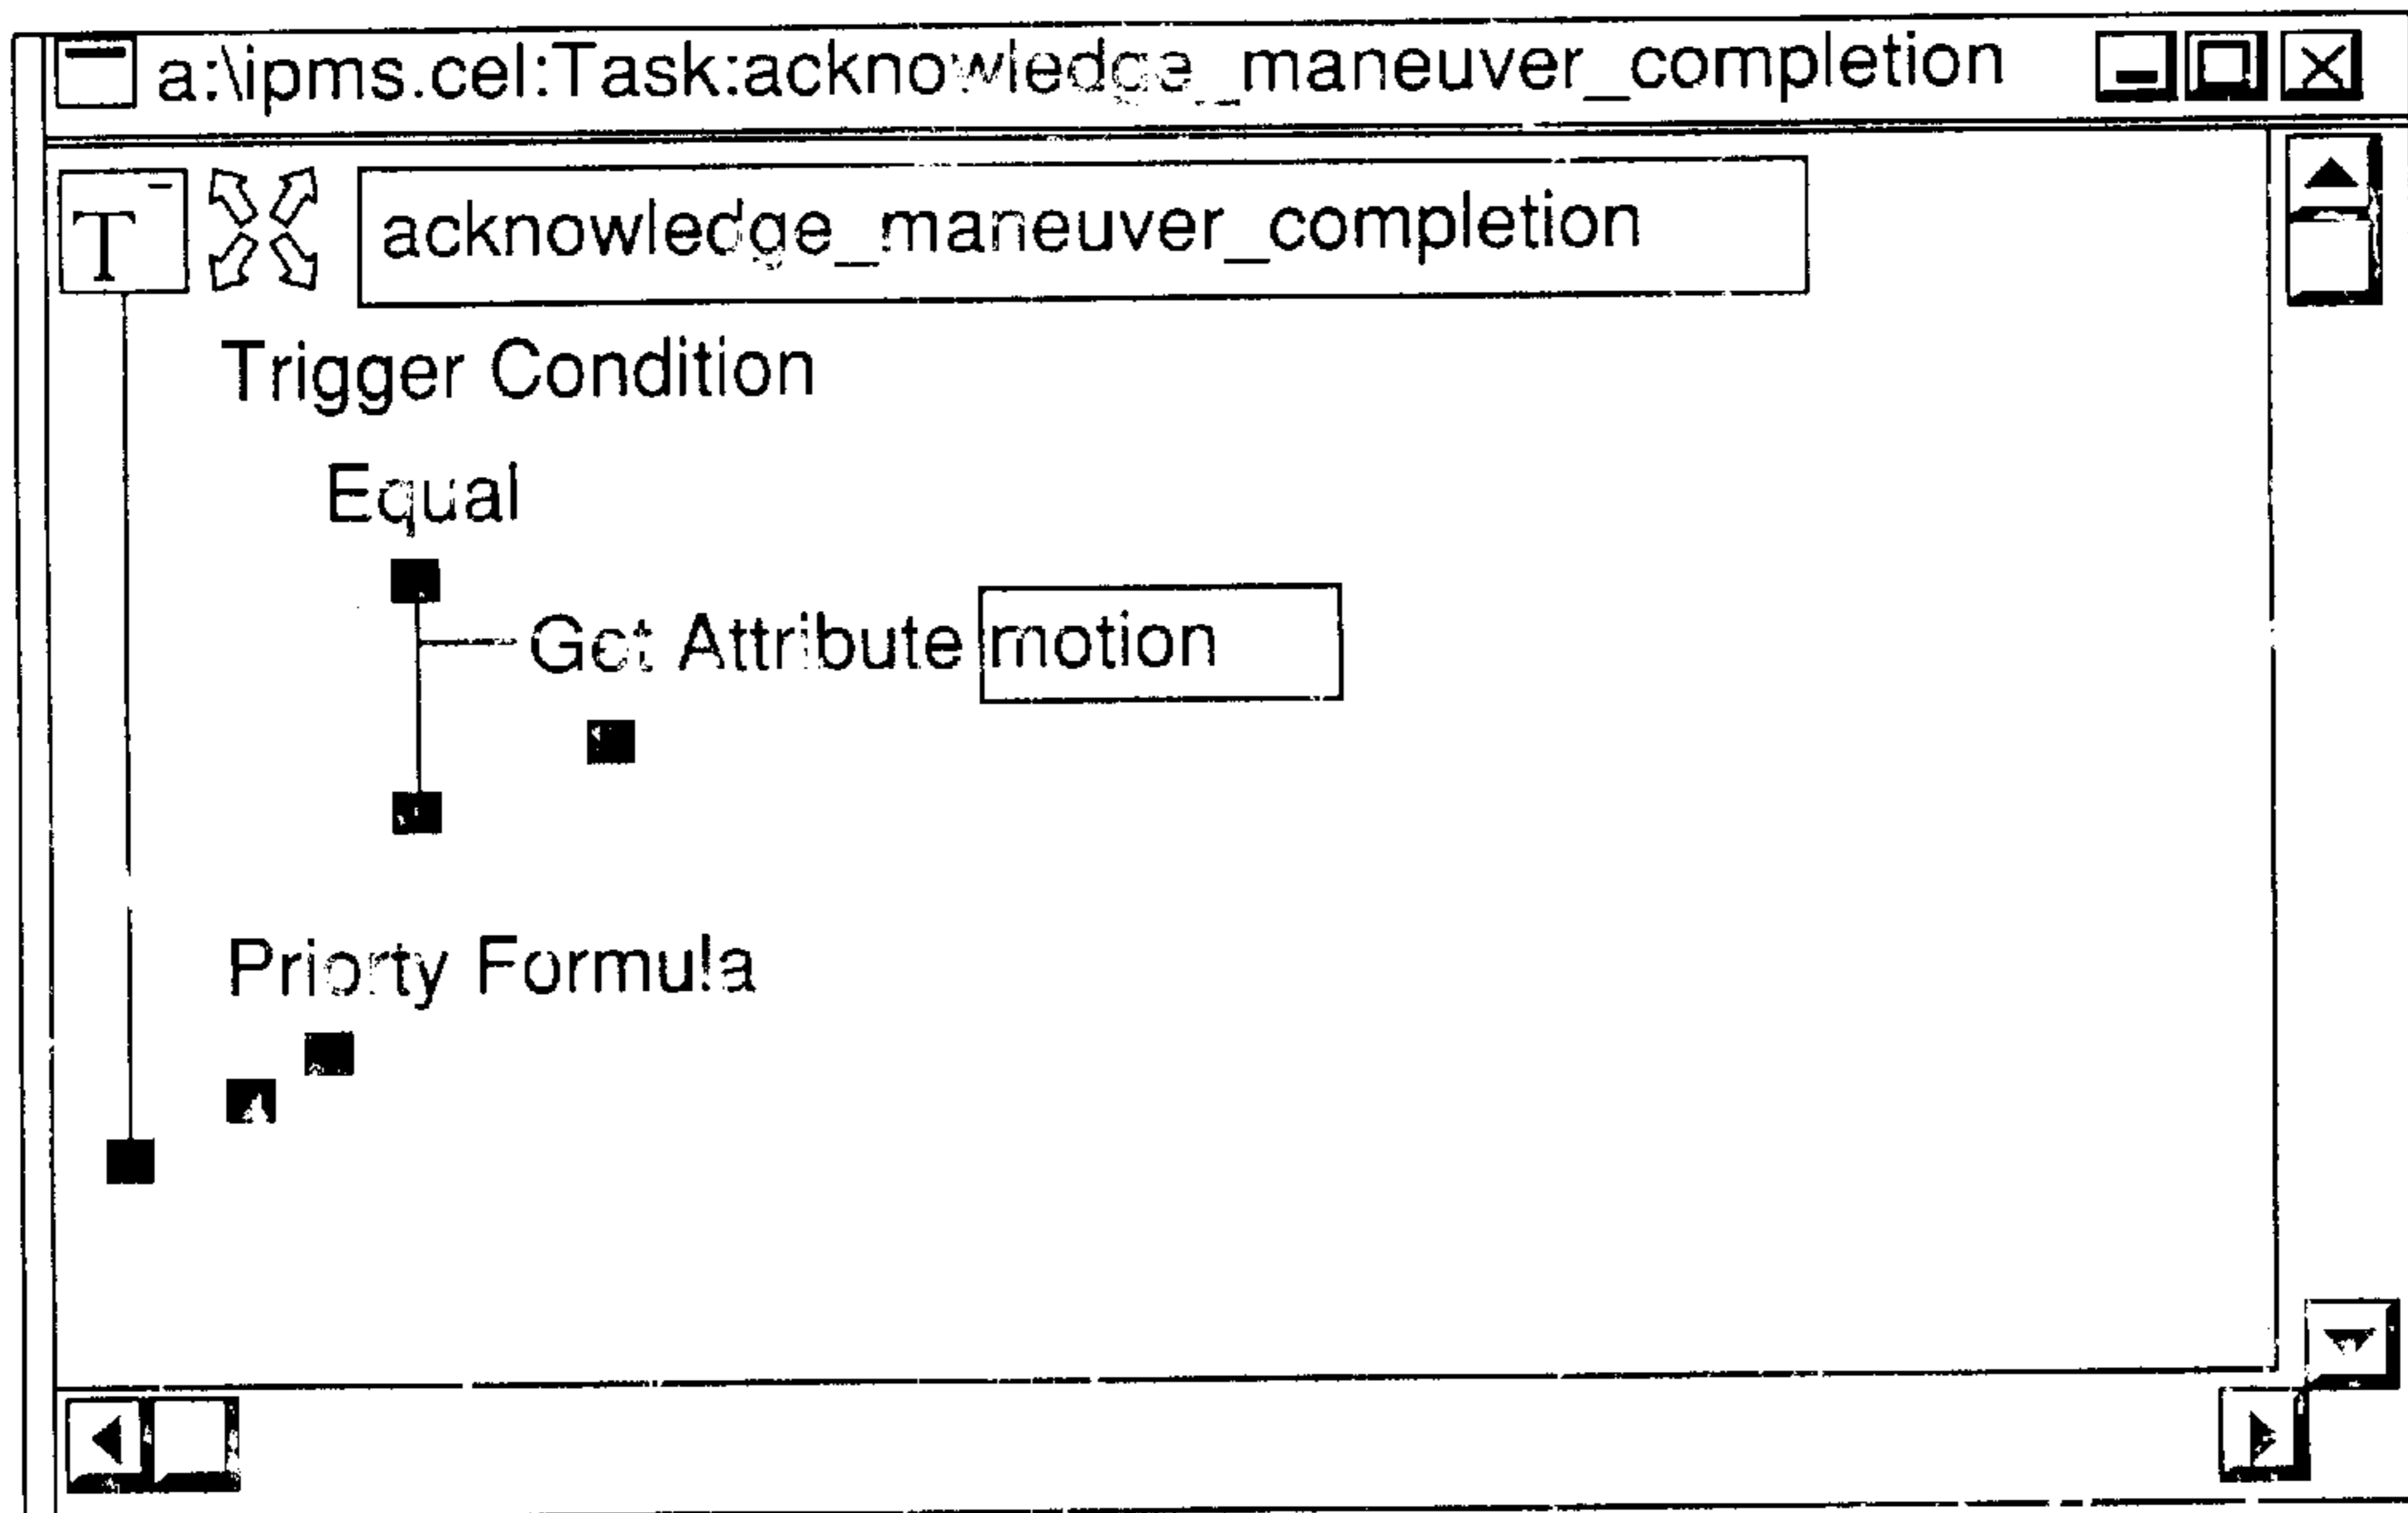 a:\ipms.cel:Task:acknowledge_maneuver_completion
T acknowledge_maneuver_completion
Trigger Condition
Equal
Get Attribute motion
Priorty Formula